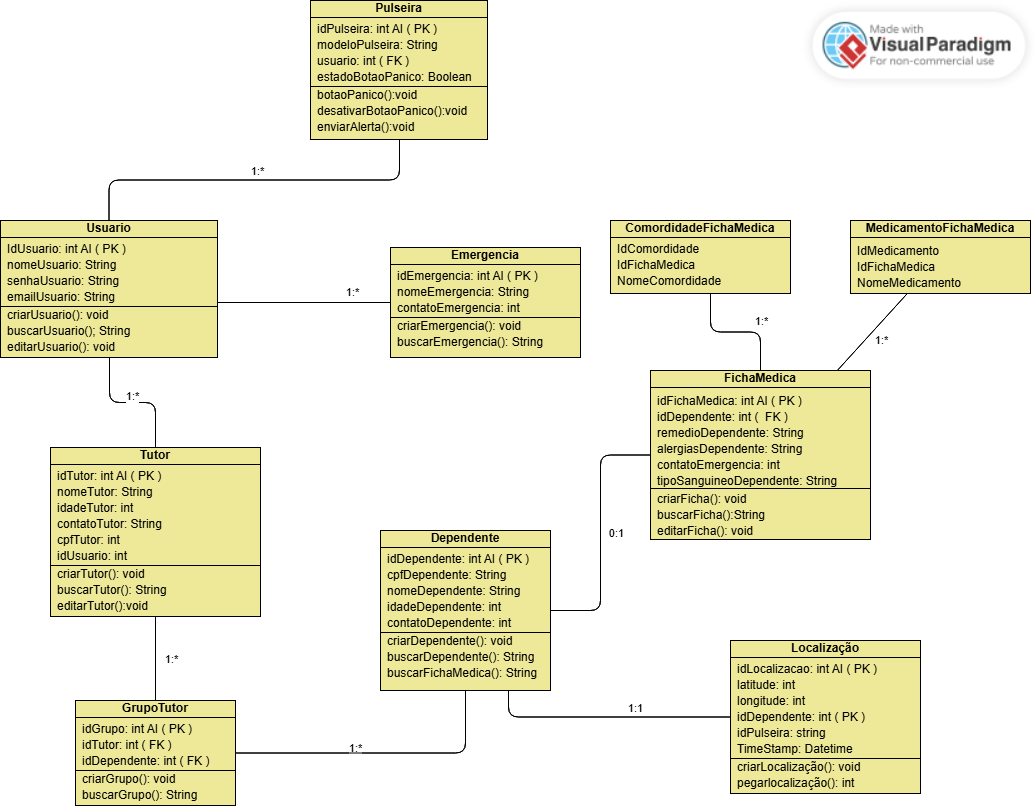 Pulseira
idPulseira: int AI ( PK )
modeloPulseira: String
usuario: int ( FK )
estadoBotaoPanico: Boolean
botaoPanico():void
desativarBotaoPanico():void
enviarAlerta():void
Made with
VisualParadigm
For non-commercial use
1:*
Usuario
IdUsuario: int AI ( PK )
nomeUsuario: String
senhaUsuario: String
emailUsuario: String
criarUsuario(): void
buscarUsuario(); String
editarUsuario(): void
1:*
Emergencia
idEmergencia: int AI ( PK )
nomeEmergencia: String
contatoEmergencia: int
criarEmergencia(): void
buscarEmergencia(): String
ComordidadeFichaMedica
IdComordidade
IdFichaMedica
NomeComordidade
MedicamentoFichaMedica
IdMedicamento
IdFichaMedica
NomeMedicamento
1:*
1:*
FichaMedica
idFichaMedica: int AI ( PK )
idDependente: int (  FK )
remedioDependente: String
alergiasDependente: String
contatoEmergencia: int
tipoSanguineoDependente: String
criarFicha(): void
buscarFicha():String
editarFicha(): void
1:*
Tutor
idTutor: int AI ( PK )
nomeTutor: String
idadeTutor: int
contatoTutor: String
cpfTutor: int
idUsuario: int
criarTutor(): void
buscarTutor(): String
editarTutor():void
0:1
Dependente
idDependente: int AI ( PK )
cpfDependente: String
nomeDependente: String
idadeDependente: int
contatoDependente: int
criarDependente(): void
buscarDependente(): String
buscarFichaMedica(): String
1:*
Localização
idLocalizacao: int AI ( PK )
latitude: int
longitude: int
idDependente: int ( PK )
idPulseira: string
TimeStamp: Datetime
criarLocalização(): void
pegarlocalização(): int
1:1
GrupoTutor
idGrupo: int AI ( PK )
idTutor: int ( FK )
idDependente: int ( FK )
criarGrupo(): void
buscarGrupo(): String
1:*